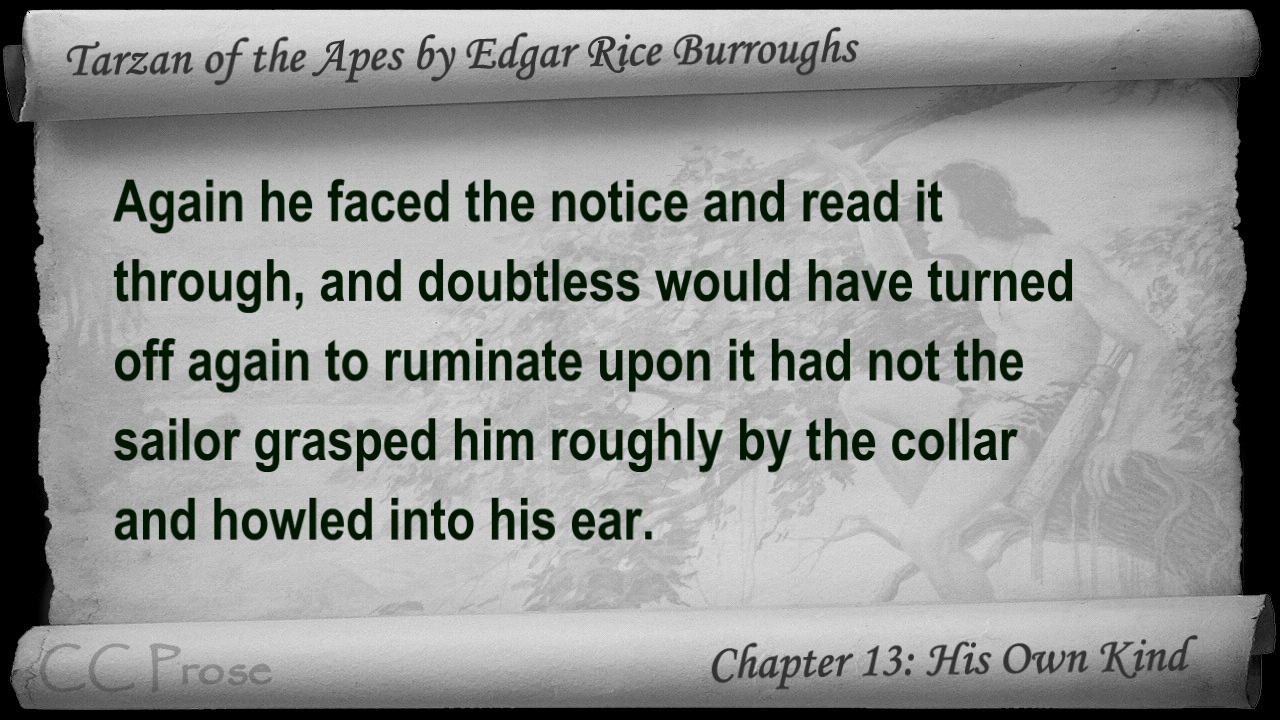 Tarzan of the Apes by Edgar Rice Burroughs
Again he faced the notice and read it
through, and doubtless would have turned
off again to ruminate upon it had not the
sailor grasped him roughly by the collar
and howled into his ear.
CC Prose
Chapter 13: His Own Kind